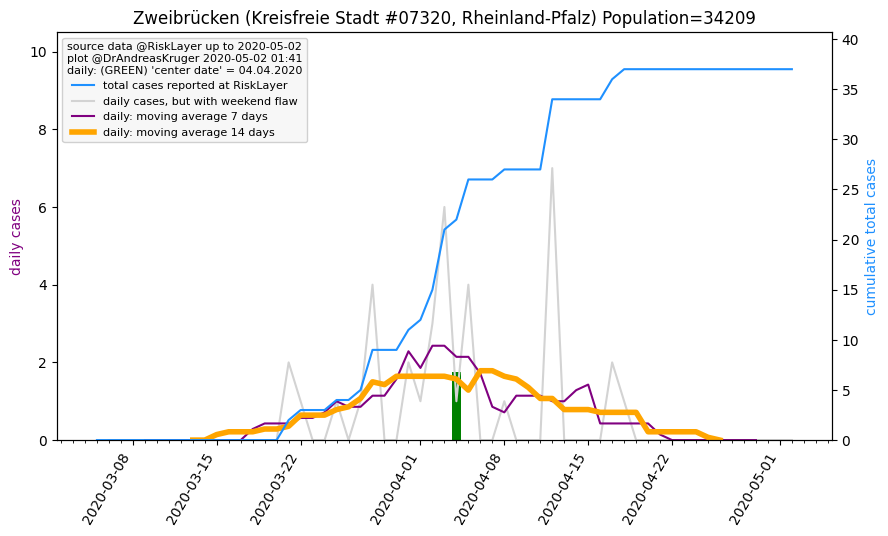 Zweibrücken (Kreisfreie Stadt #07320, Rheinland-Pfalz) Population=34209
source data @RiskLayer up to 2020-05-02
plot @DrAndreasKruger 2020-05-02 01:41
daily: (GREEN) 'center date' = 04.04.2020
total cases reported at RiskLayer
daily cases, but with weekend flaw
daily: moving average 7 days
daily: moving average 14 days
daily cases
10
8
6
4
2
0
cumulative total cases
40
35
30
25
20
15
10
5
0
2020-03-08
2020-03-15
2020-03-22
2020-04-01
2020-04-08
2020-04-15
2020-04-22
2020-05-01